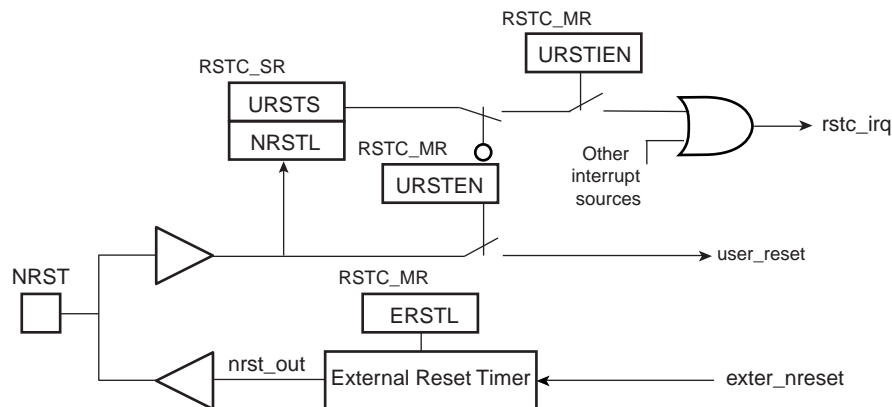 RSTC_MR
URSTIEN
RSTC_SR
URSTS
NRSTL
rstc_irq
RSTC_MR
URSTEN
Other
interrupt
sources
user_reset
NRST
RSTC_MR
ERSTL
nrst_out
External Reset Timer
exter_nreset